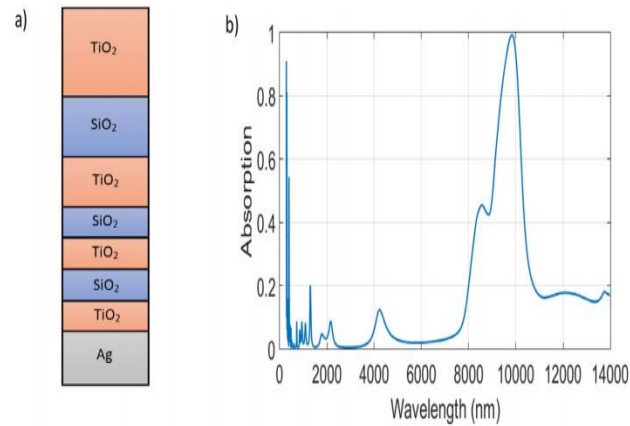 a)
TiO₂
SiO₂
TiO₂
SiO₂
TiO₂
SiO₂
TiO₂
Ag
b)
1
0.8
0.6
0.4
0.2
0
Absorption
0 2000 4000 6000 8000 10000 12000 14000
Wavelength (nm)